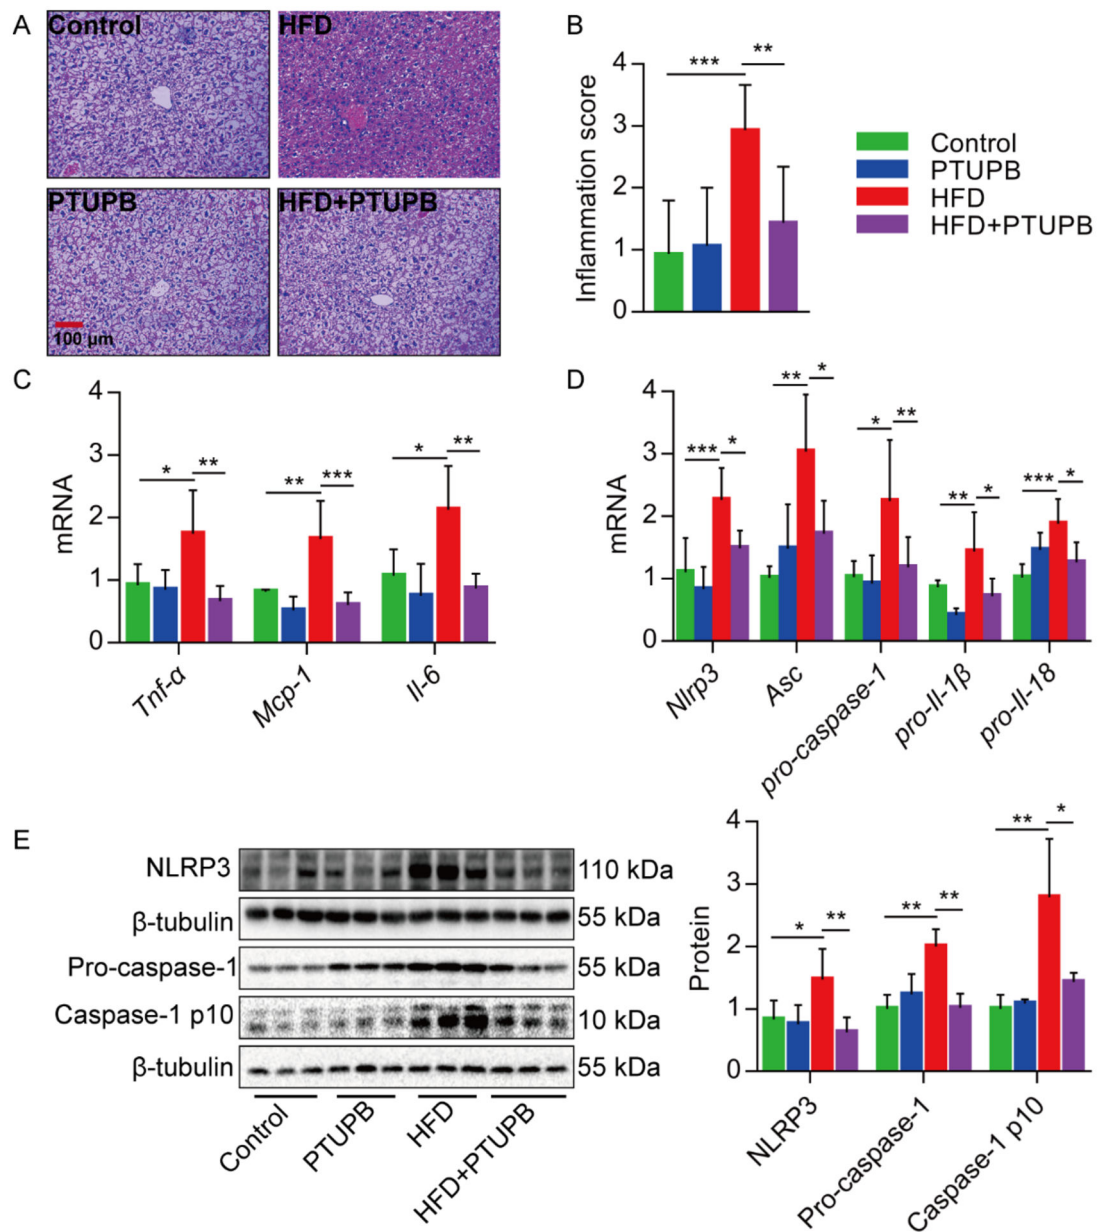 A
Control
HFD
PTUPB
HFD+PTUPB
100 µm
B
Inflammation score
4
3
2
1
0
***
**
Control
PTUPB
HFD
HFD+PTUPB
C
mRNA
4
3
2
1
0
*
**
**
***
*
**
Tnf-α
Mcp-1
Il-6
D
mRNA
4
3
2
1
0
***
*
**
*
*
**
**
*
***
*
Nlrp3
Asc
pro-caspase-1
pro-Il-1β
pro-Il-18
E
NLRP3
110 kDa
β-tubulin
55 kDa
Pro-caspase-1
55 kDa
Caspase-1 p10
10 kDa
β-tubulin
55 kDa
Control
PTUPB
HFD
HFD+PTUPB
Protein
4
3
2
1
0
*
**
**
**
**
*
NLRP3
Pro-caspase-1
Caspase-1 p10